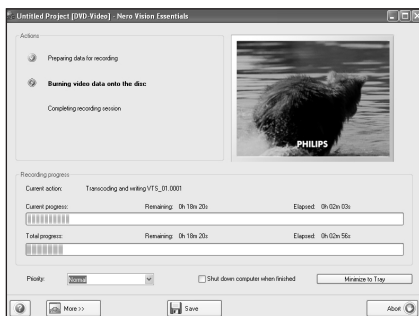 Untitled Project [DVD-Video] - Nero Vision Essentials
Actions
Preparing data for recording
Burning video data onto the disc
Completing recording session
PHILIPS
Recording progress
Current action: Transcoding and writing VTS_01.0001
Current progress: Remaining: 0h 18m 20s Elapsed: 0h 02m 03s
Total progress: Remaining: 0h 18m 20s Elapsed: 0h 02m 56s
Priority: Normal Shut down computer when finished Minimize to Tray
More >> Save Abort